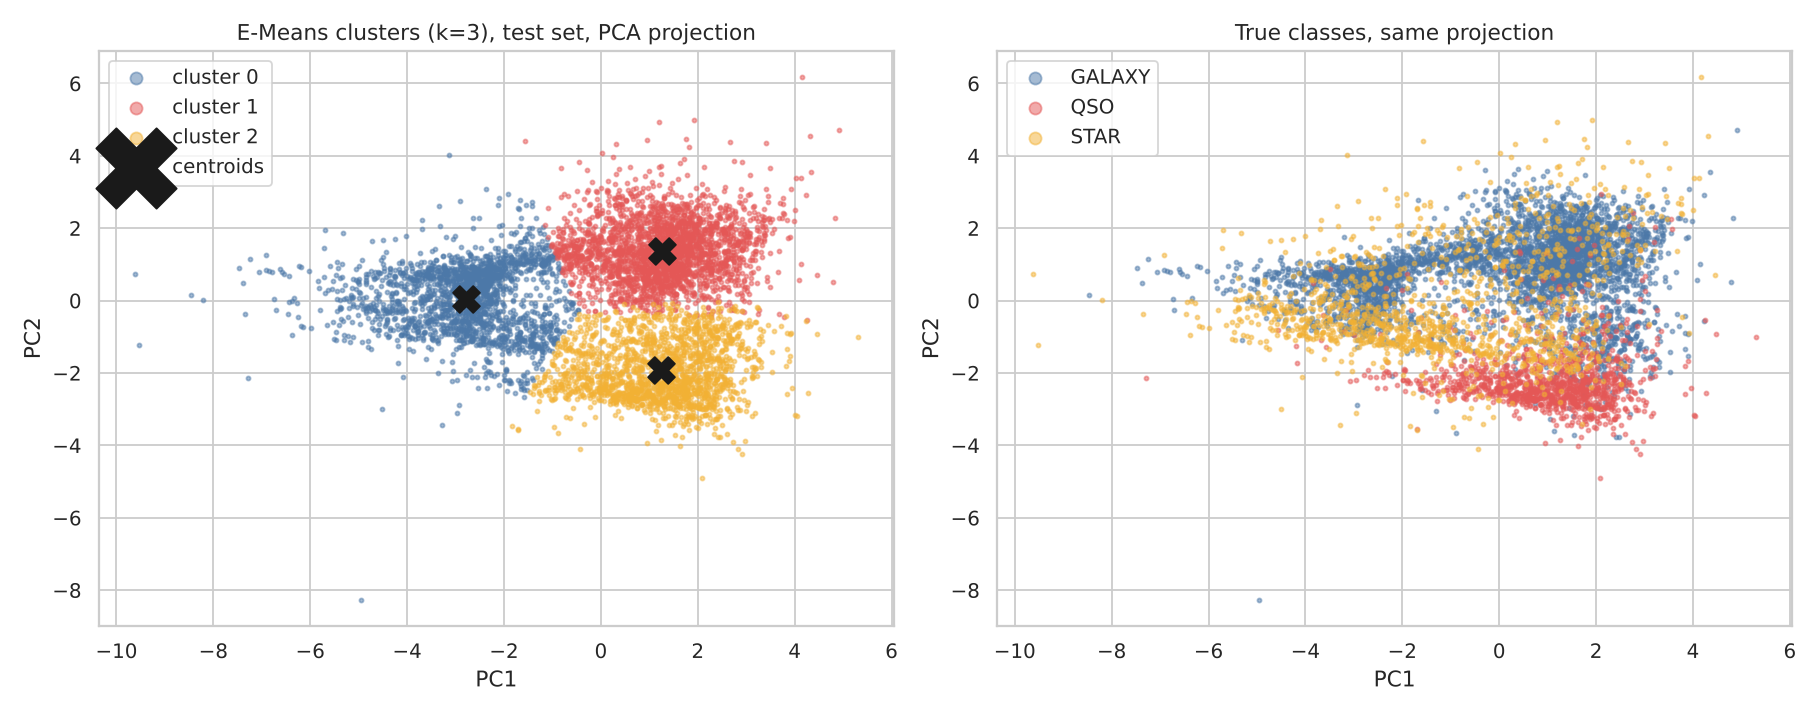 E-Means clusters (k=3), test set, PCA projection
cluster 0
cluster 1
cluster 2
centroids
6
4
2
0
−2
−4
−6
−8
PC2
−10 −8 −6 −4 −2 0 2 4 6
PC1
True classes, same projection
GALAXY
QSO
STAR
6
4
2
0
−2
−4
−6
−8
PC2
−10 −8 −6 −4 −2 0 2 4 6
PC1